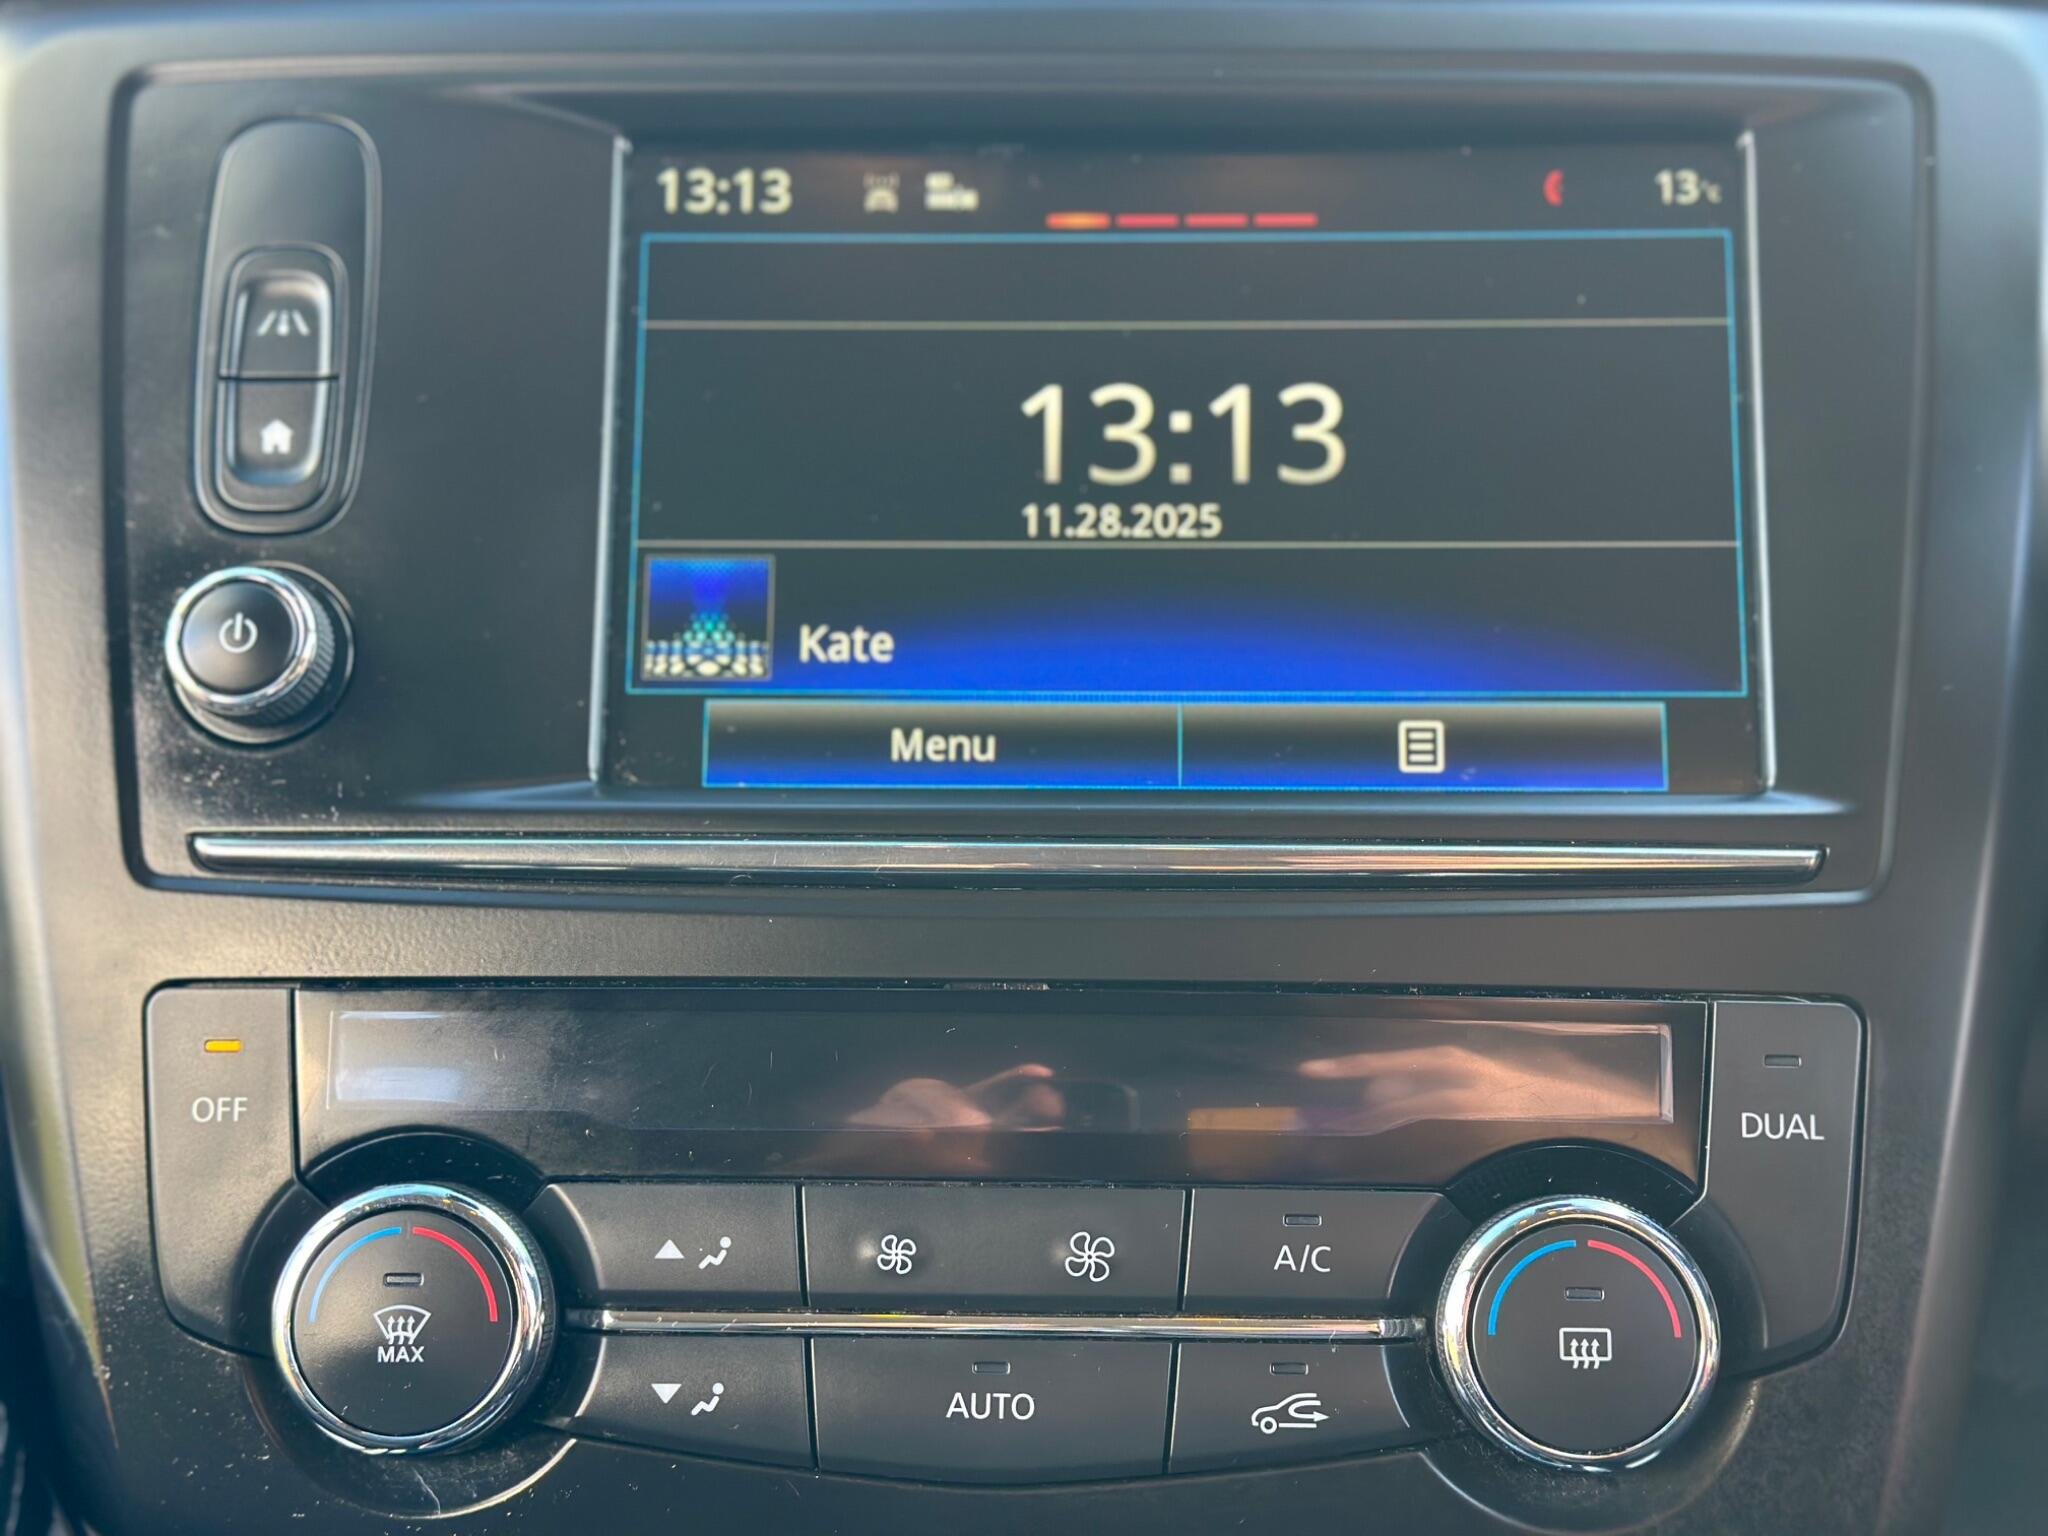 13:13 13°C
13:13
11.28.2025
Kate
Menu
OFF
DUAL
A/C
MAX
AUTO